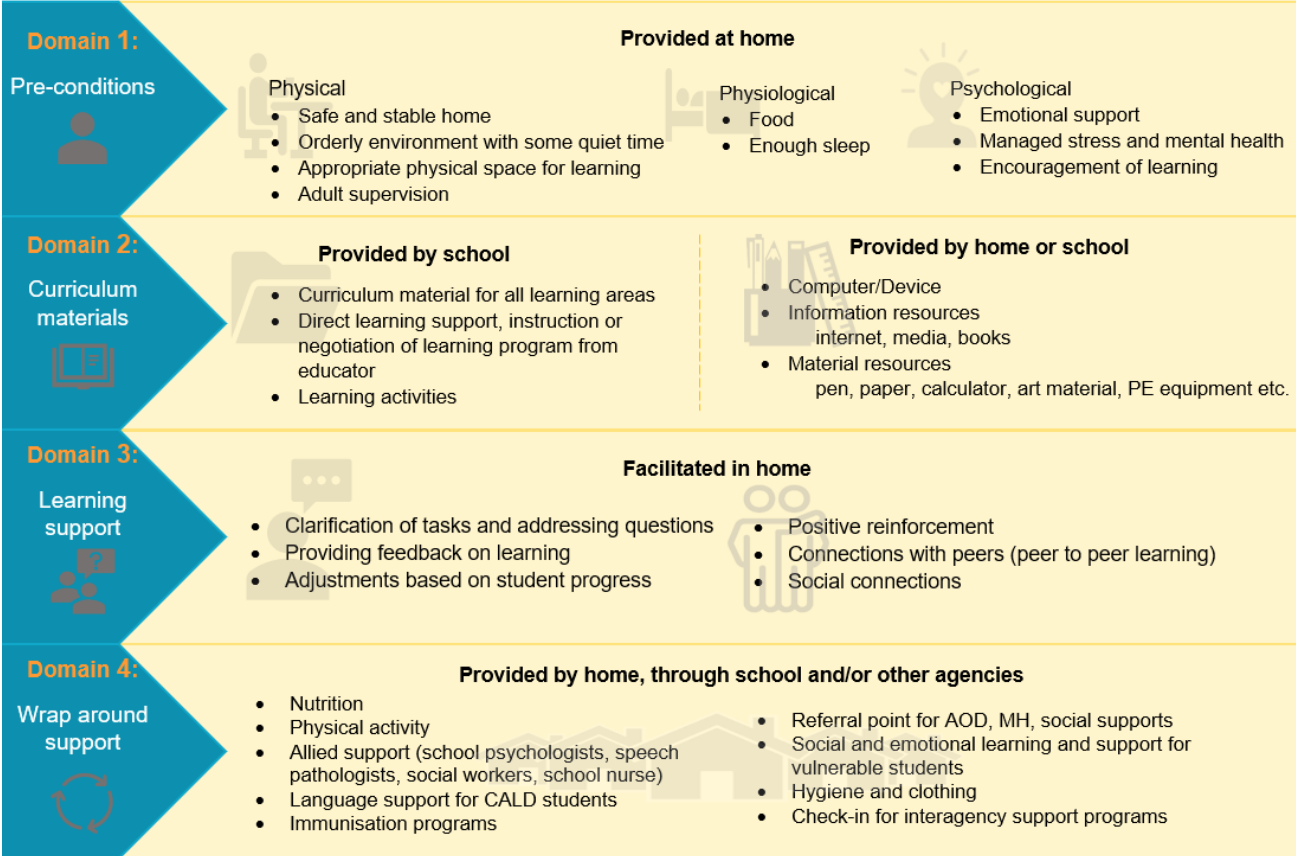 Domain 1:
Pre-conditions
Provided at home
Physical
• Safe and stable home
• Orderly environment with some quiet time
• Appropriate physical space for learning
• Adult supervision
Physiological
• Food
• Enough sleep
Psychological
• Emotional support
• Managed stress and mental health
• Encouragement of learning
Domain 2:
Curriculum
materials
Provided by school
• Curriculum material for all learning areas
• Direct learning support, instruction or
negotiation of learning program from
educator
• Learning activities
Provided by home or school
• Computer/Device
• Information resources
internet, media, books
• Material resources
pen, paper, calculator, art material, PE equipment etc.
Domain 3:
Learning
support
?
Facilitated in home
• Clarification of tasks and addressing questions
• Providing feedback on learning
• Adjustments based on student progress
• Positive reinforcement
• Connections with peers (peer to peer learning)
• Social connections
Domain 4:
Wrap around
support
Provided by home, through school and/or other agencies
• Nutrition
• Physical activity
• Allied support (school psychologists, speech
pathologists, social workers, school nurse)
• Language support for CALD students
• Immunisation programs
• Referral point for AOD, MH, social supports
• Social and emotional learning and support for
vulnerable students
• Hygiene and clothing
• Check-in for interagency support programs